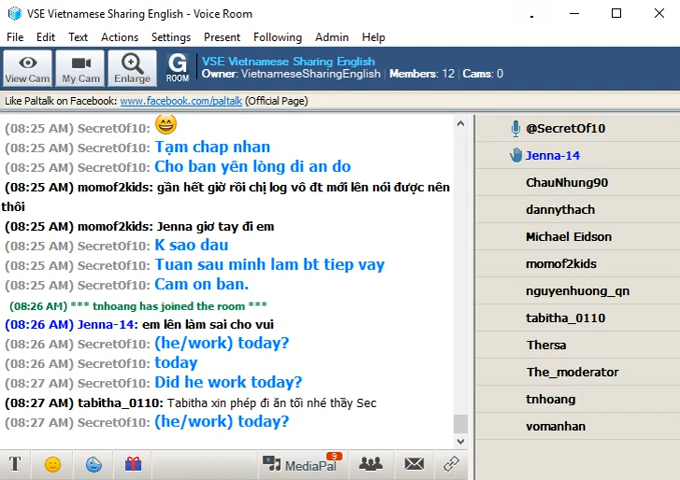 VSE Vietnamese Sharing English - Voice Room
File Edit Text Actions Settings Present Following Admin Help
View Cam My Cam Enlarge G ROOM
VSE Vietnamese Sharing English
Owner: VietnameseSharingEnglish | Members: 12 | Cams: 0
Like Paltalk on Facebook: www.facebook.com/paltalk (Official Page)
(08:25 AM) SecretOf10:
(08:25 AM) SecretOf10: Tạm chap nhan
(08:25 AM) SecretOf10: Cho ban yên lòng di an do
(08:25 AM) momof2kids: gần hết giờ rồi chị log vô đt mới lên nói được nên
thôi
(08:25 AM) momof2kids: Jenna giơ tay đi em
(08:25 AM) SecretOf10: K sao dau
(08:25 AM) SecretOf10: Tuan sau minh lam bt tiep vay
(08:25 AM) SecretOf10: Cam on ban.
(08:26 AM) *** tnhoang has joined the room ***
(08:26 AM) Jenna-14: em lên làm sai cho vui
(08:26 AM) SecretOf10: (he/work) today?
(08:26 AM) SecretOf10: today
(08:27 AM) SecretOf10: Did he work today?
(08:27 AM) tabitha_0110: Tabitha xin phép đi ăn tối nhé thầy Sec
(08:27 AM) SecretOf10: (he/work) today?
@SecretOf10
Jenna-14
ChauNhung90
dannythach
Michael Eidson
momof2kids
nguyenhuong_qn
tabitha_0110
Thersa
The_moderator
tnhoang
vomanhan
T MediaPal 9